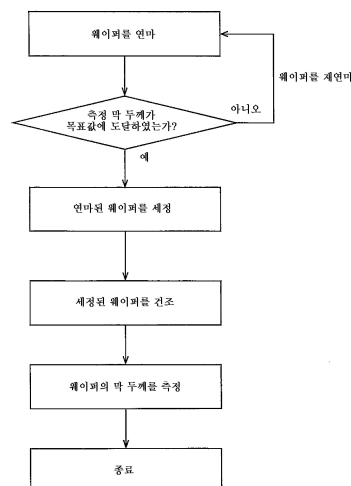 웨이퍼를 연마
웨이퍼를 재연마
아니오
측정 막 두께가
목표값에 도달하였는가?
예
연마된 웨이퍼를 세정
세정된 웨이퍼를 건조
웨이퍼의 막 두께를 측정
종료